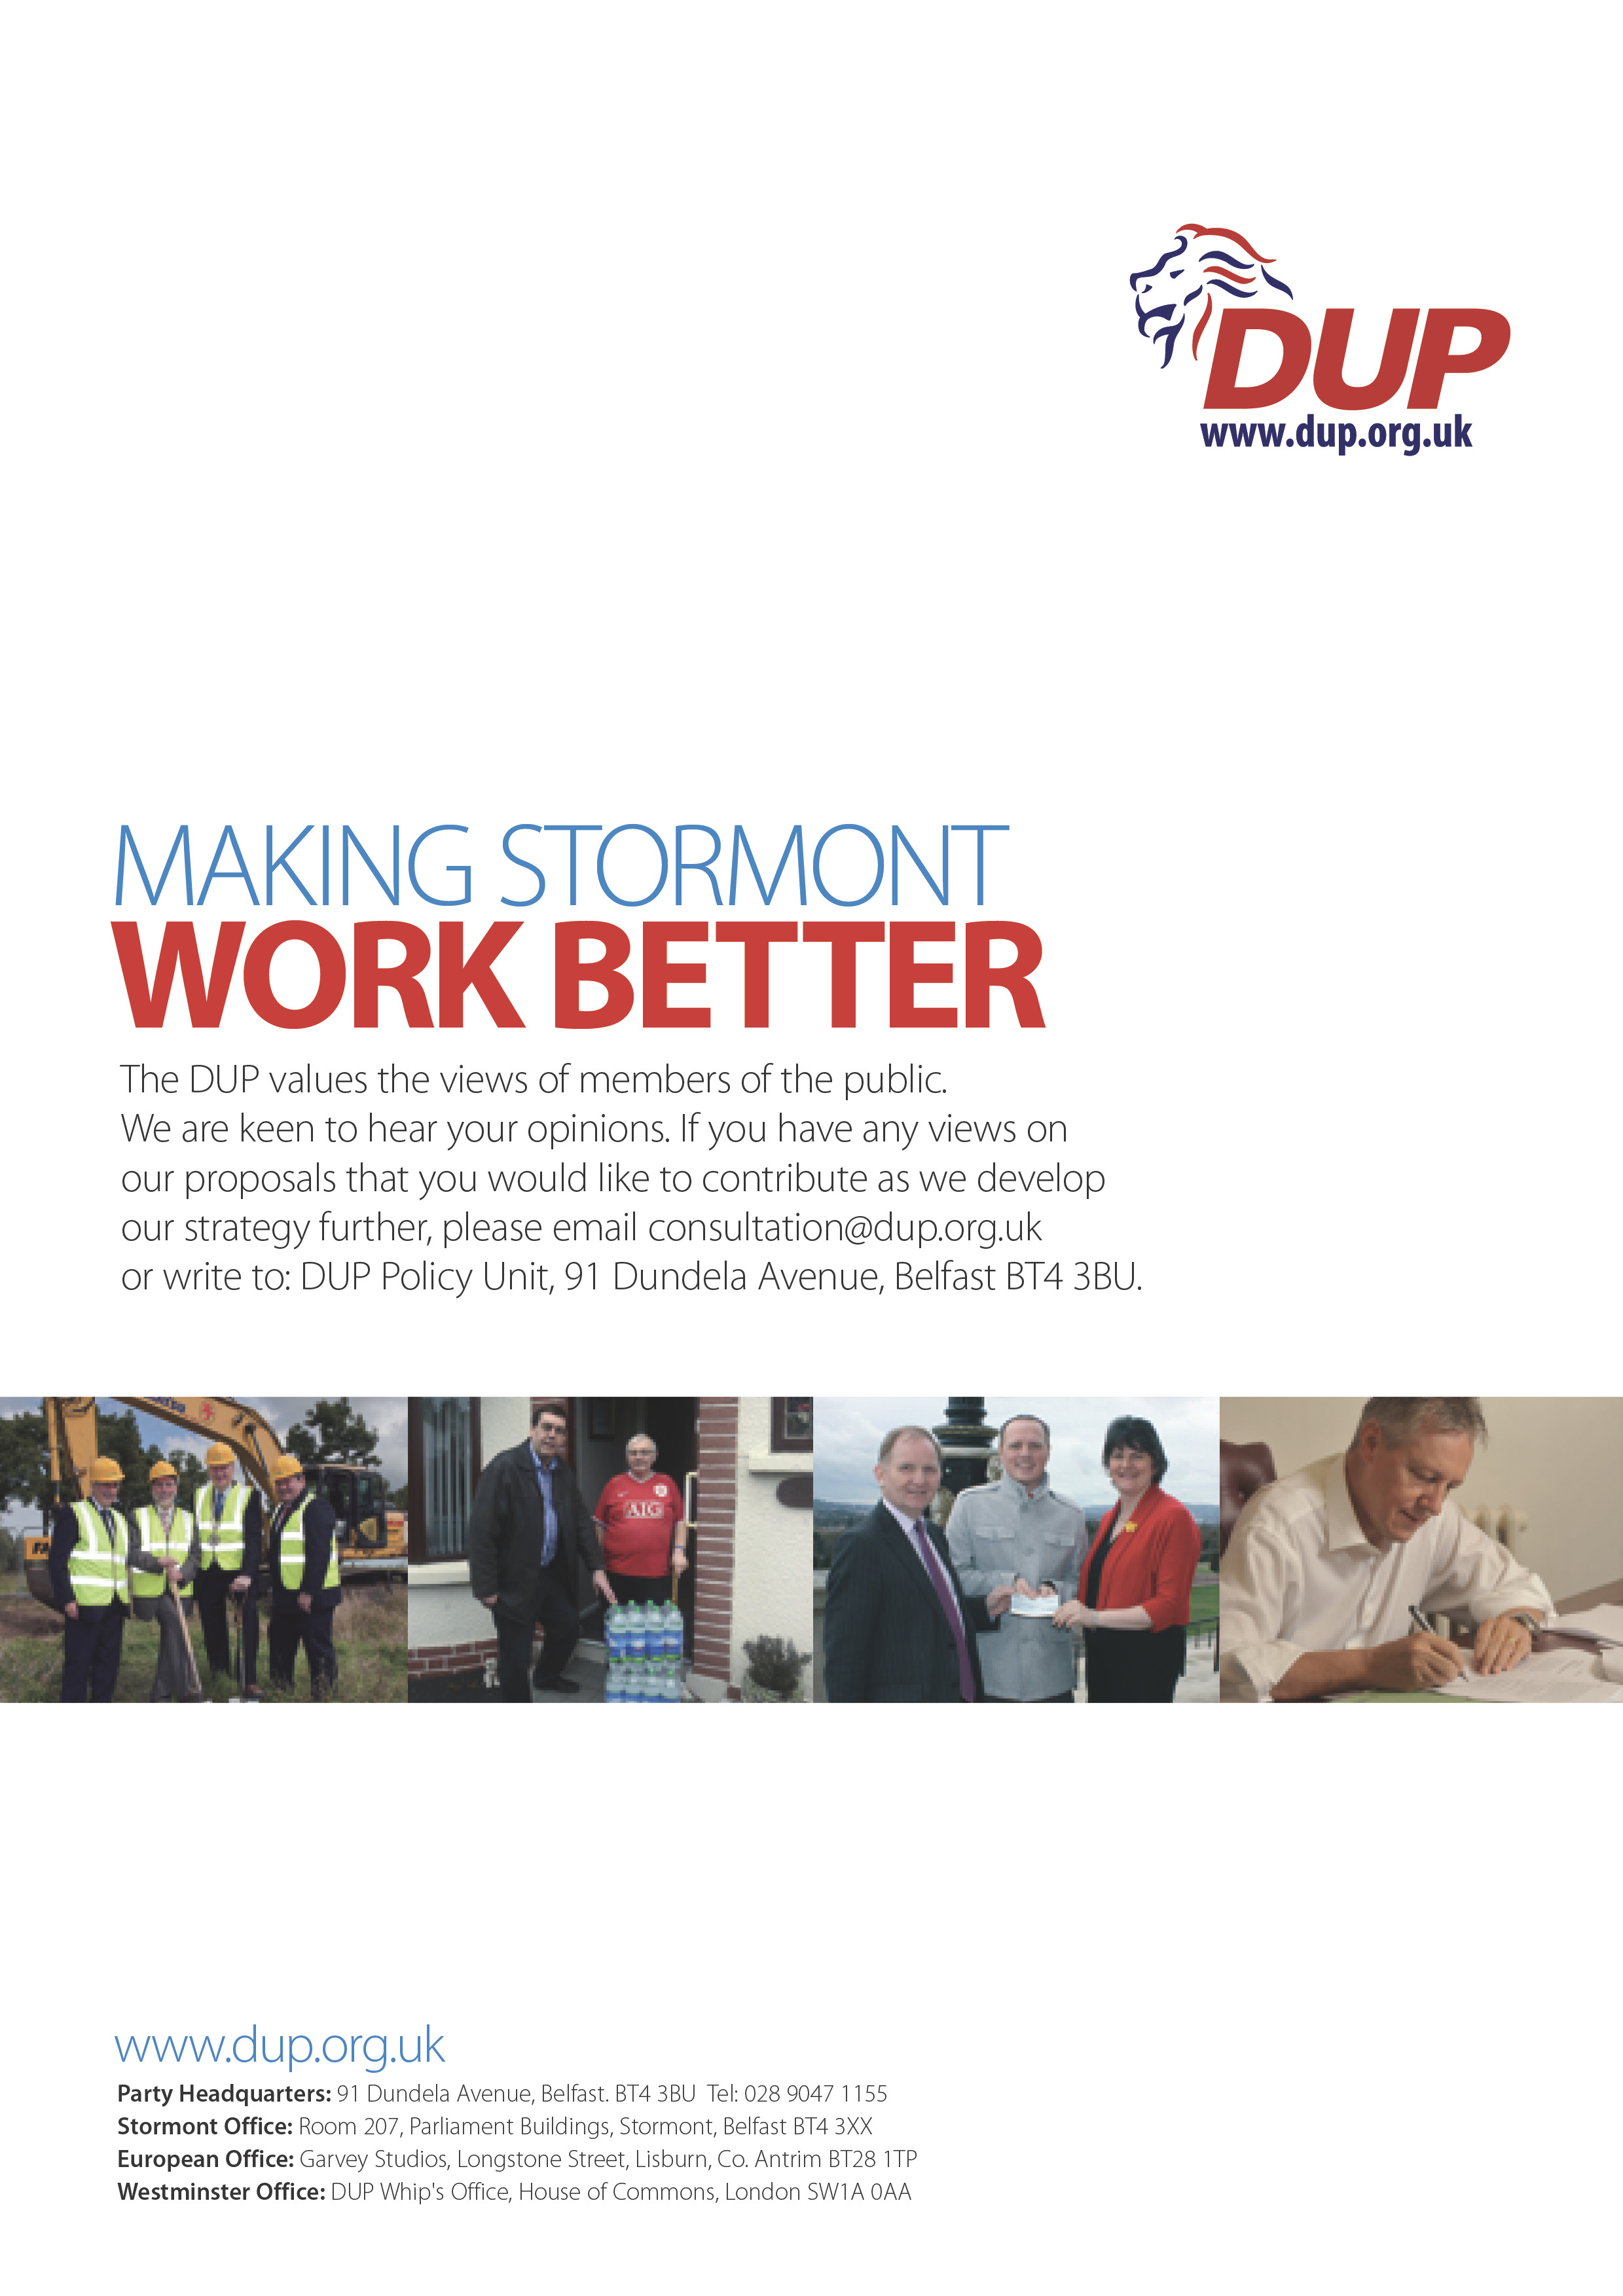 DUP
www.dup.org.uk
MAKING STORMONT
WORK BETTER
The DUP values the views of members of the public.
We are keen to hear your opinions. If you have any views on
our proposals that you would like to contribute as we develop
our strategy further, please email consultation@dup.org.uk
or write to: DUP Policy Unit, 91 Dundela Avenue, Belfast BT4 3BU.
AIG
www.dup.org.uk
Party Headquarters: 91 Dundela Avenue, Belfast. BT4 3BU Tel: 028 9047 1155
Stormont Office: Room 207, Parliament Buildings, Stormont, Belfast BT4 3XX
European Office: Garvey Studios, Longstone Street, Lisburn, Co. Antrim BT28 1TP
Westminster Office: DUP Whip's Office, House of Commons, London SW1A 0AA